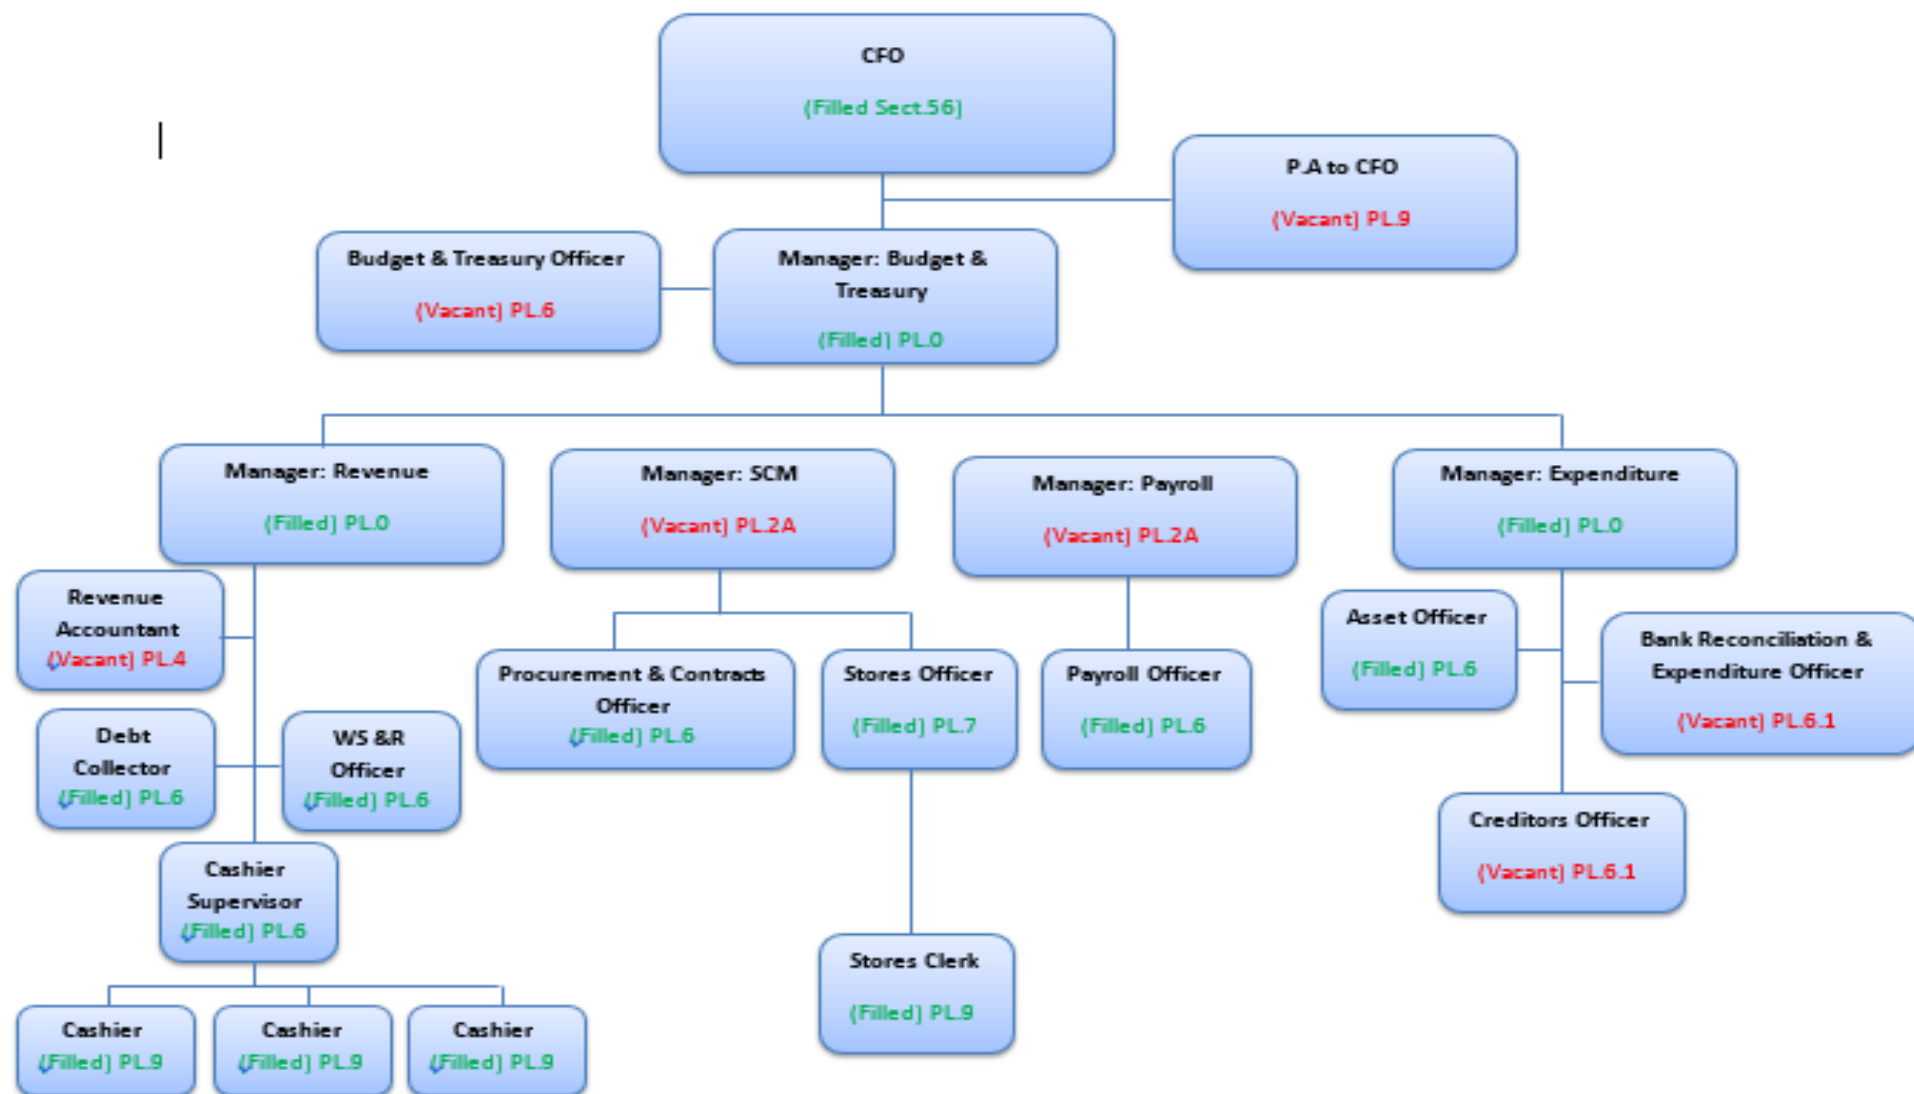 CFO
(Filled Sect.56)
P.A to CFO
(Vacant) PL.9
Budget & Treasury Officer
(Vacant) PL.6
Manager: Budget &
Treasury
(Filled) PL.0
Manager: Revenue
(Filled) PL.0
Manager: SCM
(Vacant) PL.2A
Manager: Payroll
(Vacant) PL.2A
Manager: Expenditure
(Filled) PL.0
Revenue
Accountant
(Vacant) PL.4
Asset Officer
(Filled) PL.6
Bank Reconciliation &
Expenditure Officer
(Vacant) PL.6.1
Procurement & Contracts
Officer
(Filled) PL.6
Stores Officer
(Filled) PL.7
Payroll Officer
(Filled) PL.6
Debt
Collector
(Filled) PL.6
WS &R
Officer
(Filled) PL.6
Creditors Officer
(Vacant) PL.6.1
Cashier
Supervisor
(Filled) PL.6
Stores Clerk
(Filled) PL.9
Cashier
(Filled) PL.9
Cashier
(Filled) PL.9
Cashier
(Filled) PL.9